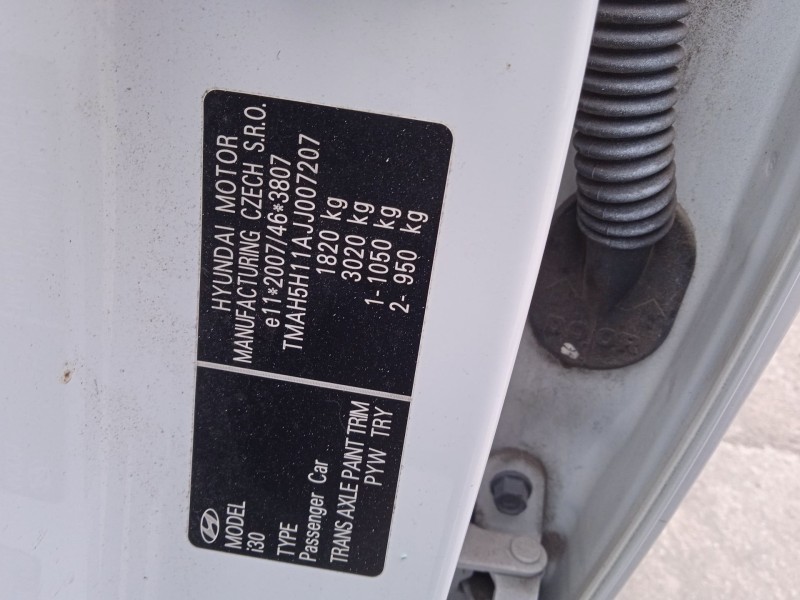 HYUNDAI MOTOR
MANUFACTURING CZECH S.R.O.
e11*2007/46*3807
TMAH5H11AJJ007207
1820 kg
3020 kg
1- 1050 kg
2- 950 kg
MODEL
i30
TYPE
Passenger Car
TRANS AXLE PAINT TRIM
PYW TRY